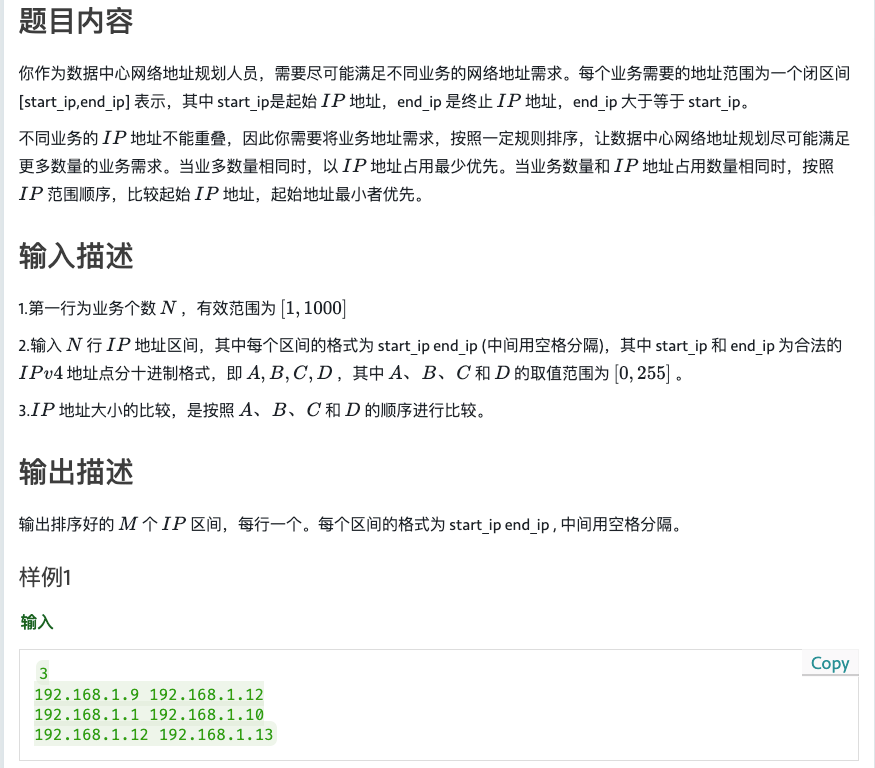 题目内容
你作为数据中心网络地址规划人员，需要尽可能满足不同业务的网络地址需求。每个业务需要的地址范围为一个闭区间
[start_ip,end_ip] 表示，其中 start_ip是起始 IP 地址，end_ip 是终止 IP 地址，end_ip 大于等于 start_ip。
不同业务的 IP 地址不能重叠，因此你需要将业务地址需求，按照一定规则排序，让数据中心网络地址规划尽可能满足
更多数量的业务需求。当业多数量相同时，以 IP 地址占用最少优先。当业务数量和 IP 地址占用数量相同时，按照
IP 范围顺序，比较起始 IP 地址，起始地址最小者优先。
输入描述
1.第一行为业务个数 N ，有效范围为 [1, 1000]
2.输入 N 行 IP 地址区间，其中每个区间的格式为 start_ip end_ip (中间用空格分隔)，其中 start_ip 和 end_ip 为合法的
IPv4 地址点分十进制格式，即 A, B, C, D ，其中 A、B、C 和 D 的取值范围为 [0, 255] 。
3.IP 地址大小的比较，是按照 A、B、C 和 D 的顺序进行比较。
输出描述
输出排序好的 M 个 IP 区间，每行一个。每个区间的格式为 start_ip end_ip , 中间用空格分隔。
样例1
输入
Copy
3
192.168.1.9 192.168.1.12
192.168.1.1 192.168.1.10
192.168.1.12 192.168.1.13